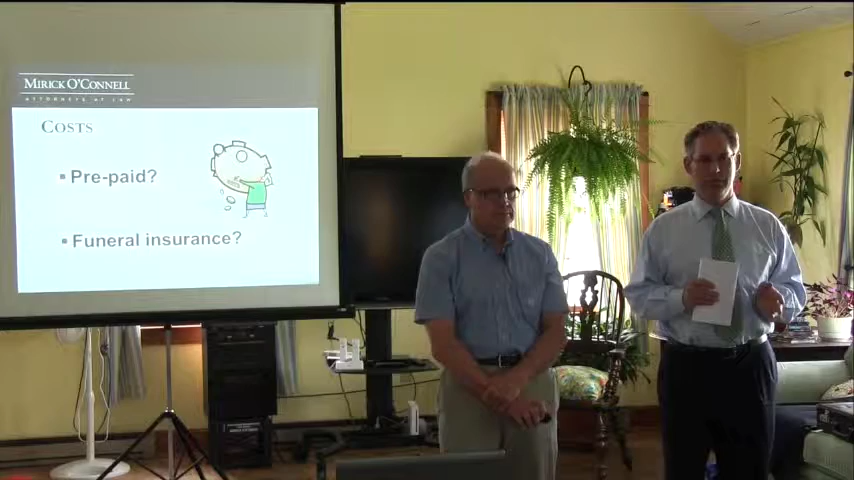 MIRICK O'CONNELL
ATTORNEYS AT LAW
COSTS
Pre-paid?
Funeral insurance?